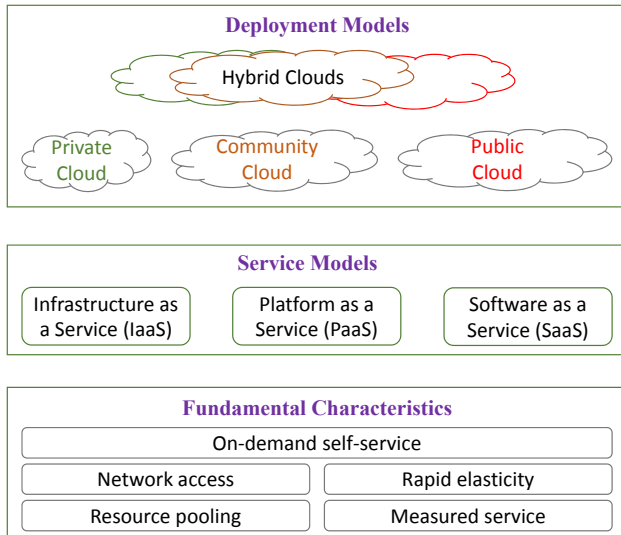 Deployment Models
Hybrid Clouds
Private
Cloud
Community
Cloud
Public
Cloud
Service Models
Infrastructure as
a Service (IaaS)
Platform as a
Service (PaaS)
Software as a
Service (SaaS)
Fundamental Characteristics
On-demand self-service
Network access
Rapid elasticity
Resource pooling
Measured service